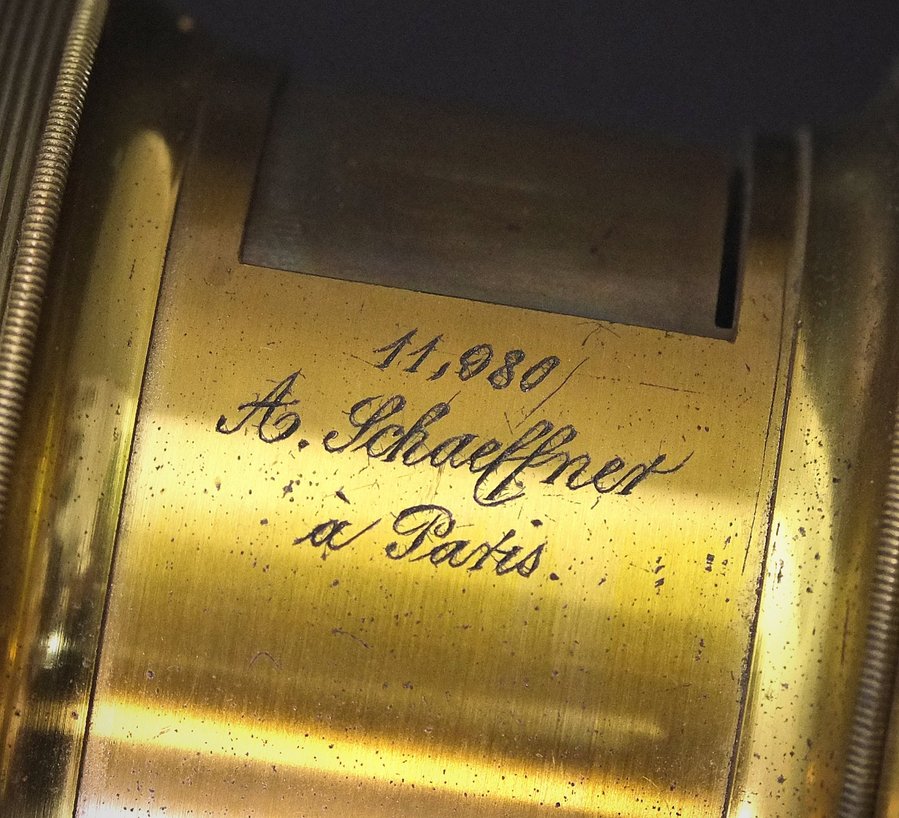 11,980
A. Schaeffner
a Paris.